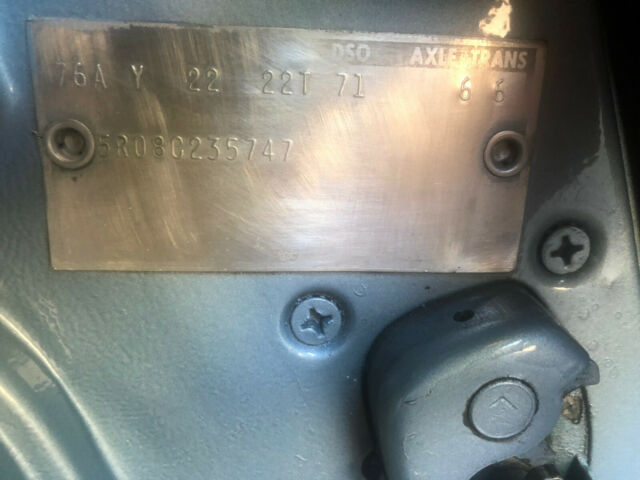 DSO AXLE TRANS
76A Y 22 22T 71 6 6
5R08C235747